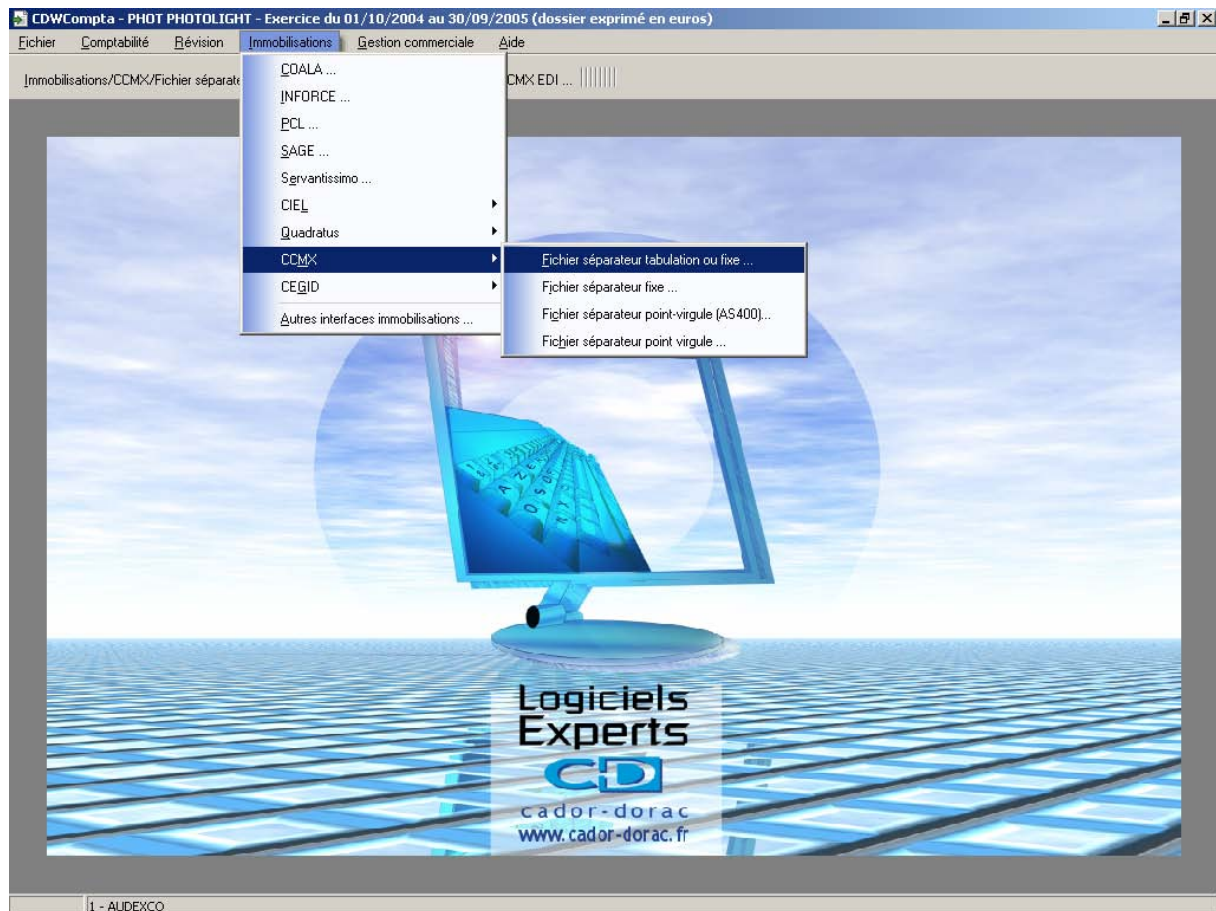 CDWCompta - PHOT PHOTOLIGHT - Exercice du 01/10/2004 au 30/09/2005 (dossier exprimé en euros)
Fichier Comptabilité Révision Immobilisations Gestion commerciale Aide
Immobilisations/CCMX/Fichier séparate CMX EDI ...
COALA ...
INFORCE ...
PCL ...
SAGE ...
Servantissimo ...
CIEL
Quadratus
CCMX
CEGID
Autres interfaces immobilisations ...
Fichier séparateur tabulation ou fixe ...
Fichier séparateur fixe ...
Fichier séparateur point-virgule (AS400)...
Fichier séparateur point virgule ...
Logiciels
Experts
CD
cador-dorac
www.cador-dorac.fr
1 - AUDEXCO